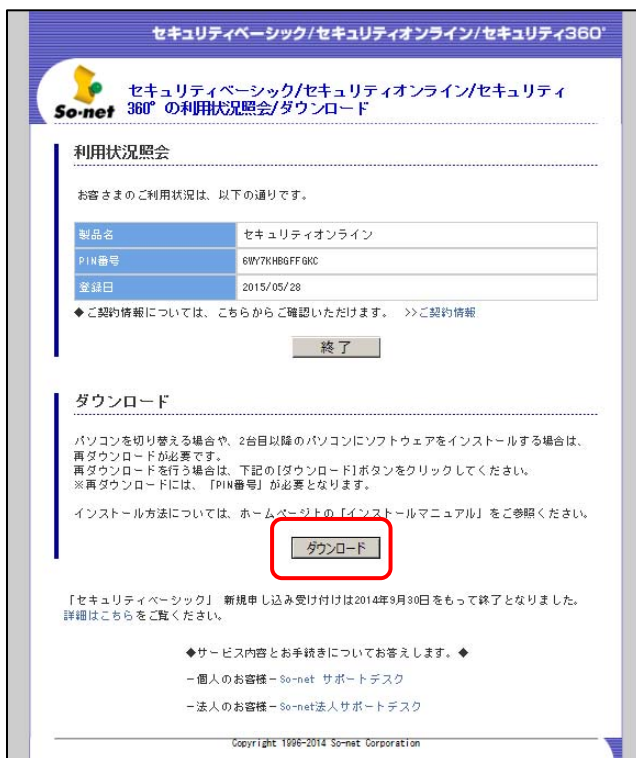 セキュリティベーシック/セキュリティオンライン/セキュリティ360°
So-net
セキュリティベーシック/セキュリティオンライン/セキュリティ
360°の利用状況照会/ダウンロード
利用状況照会
お客さまのご利用状況は、以下の通りです。
製品名 セキュリティオンライン
PIN番号 6WY7KHBGFFGKC
登録日 2015/05/28
◆ご契約情報については、こちらからご確認いただけます。 >>ご契約情報
終了
ダウンロード
パソコンを切り替える場合や、2台目以降のパソコンにソフトウェアをインストールする場合は、
再ダウンロードが必要です。
再ダウンロードを行う場合は、下記の[ダウンロード]ボタンをクリックしてください。
※再ダウンロードには、「PIN番号」が必要となります。
インストール方法については、ホームページ上の「インストールマニュアル」をご参照ください。
ダウンロード
「セキュリティベーシック」 新規申し込み受け付けは2014年9月30日をもって終了となりました。
詳細はこちらをご覧ください。
◆サービス内容とお手続きについてお答えします。◆
－個人のお客様－So-net サポートデスク
－法人のお客様－So-net法人サポートデスク
Copyright 1996-2014 So-net Corporation